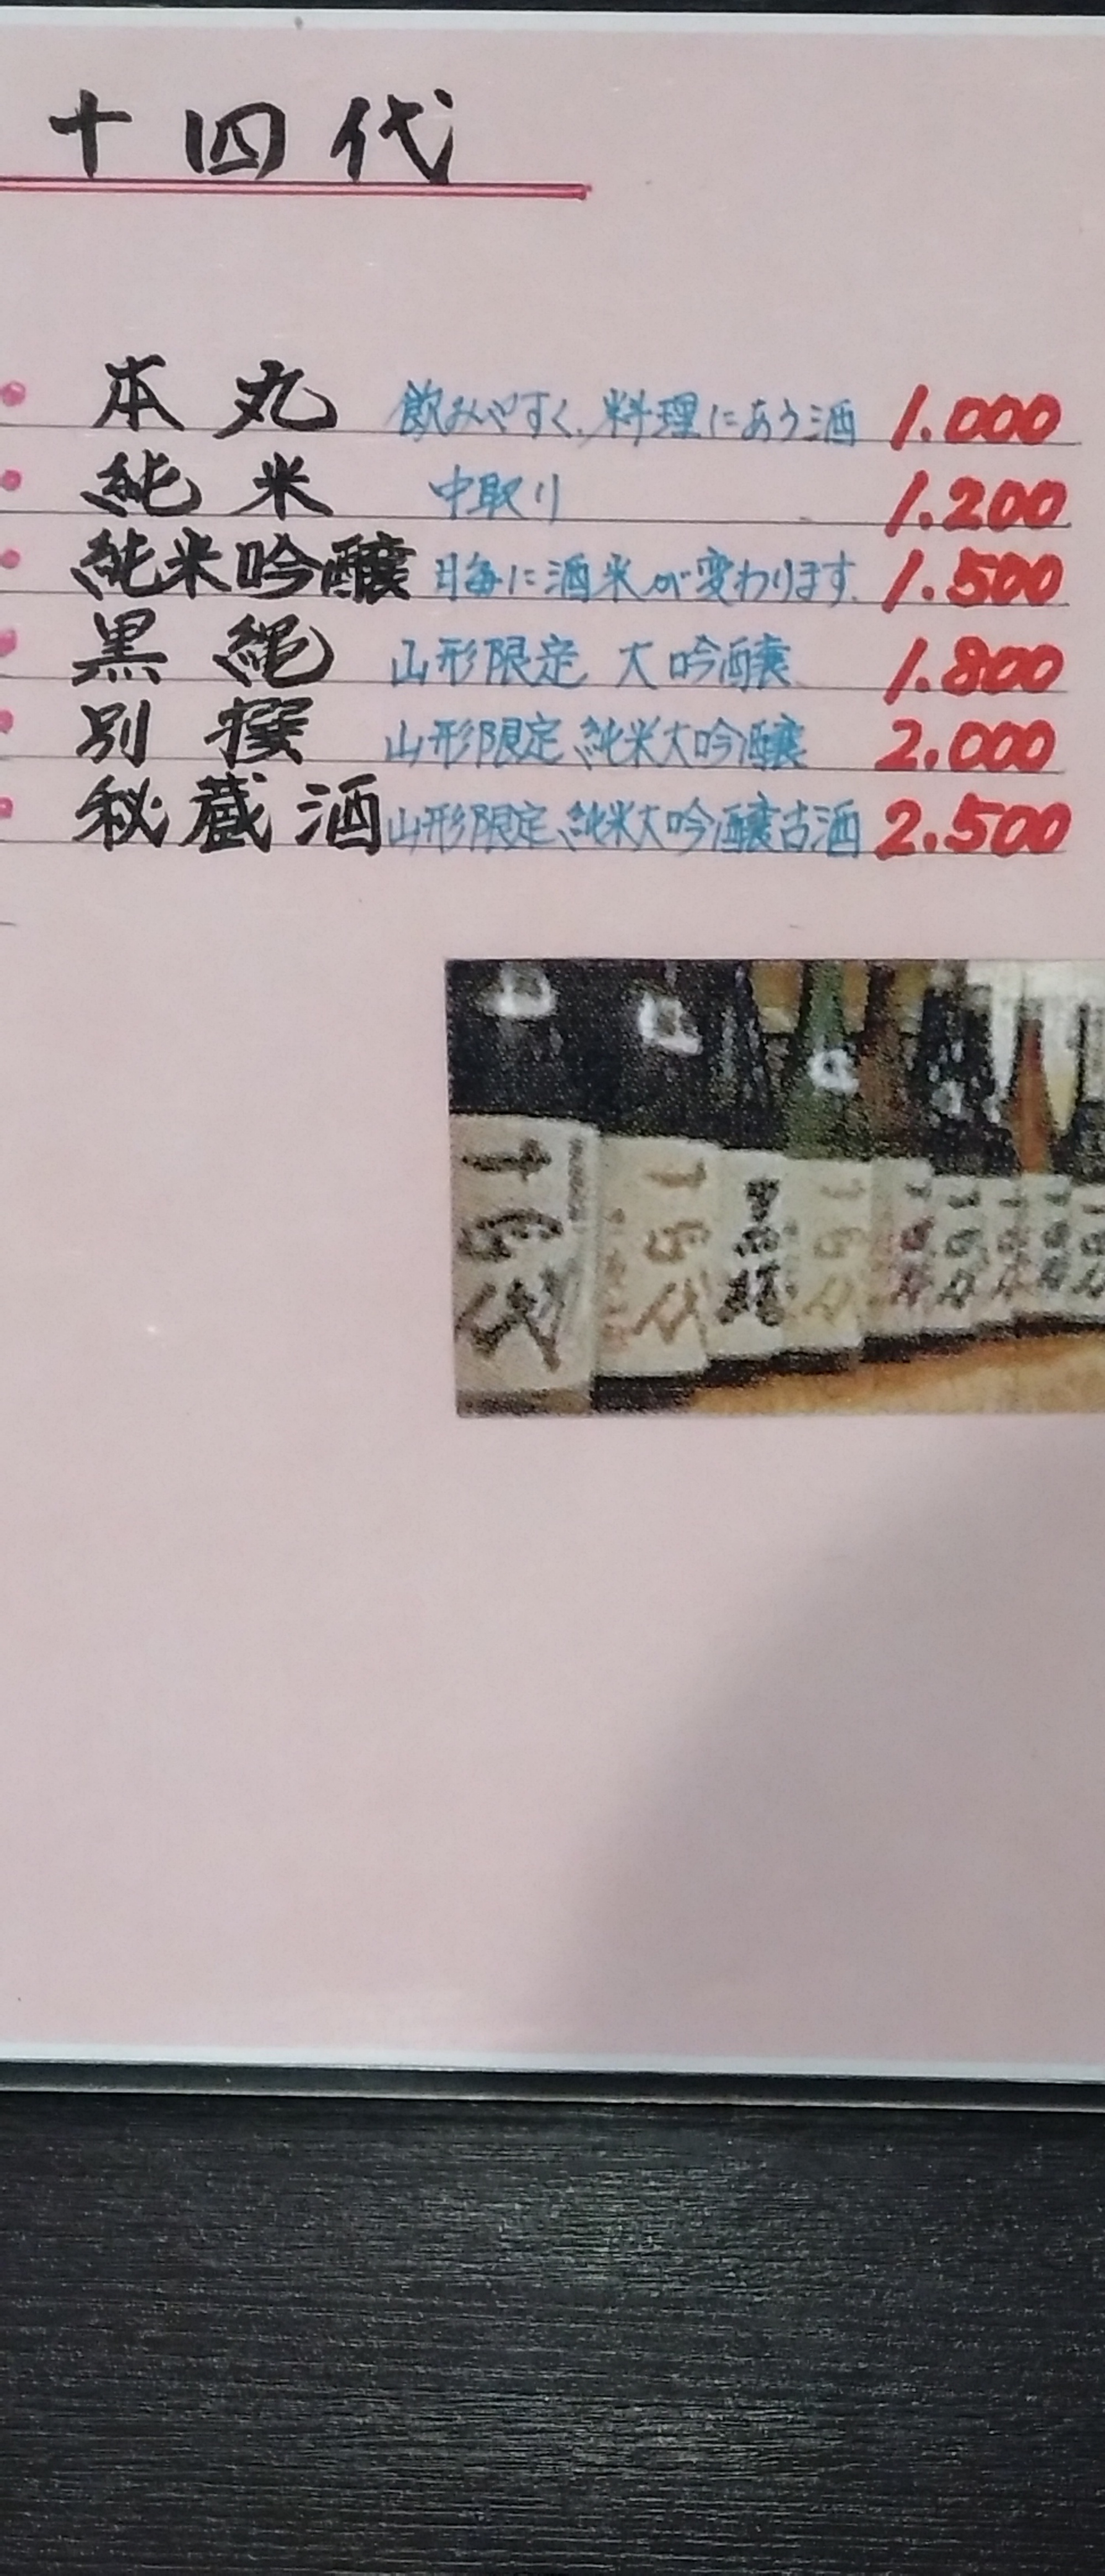 十四代
本丸 飲みやすく、料理にあう酒 1.000
純米 中取り 1.200
純米吟醸 日毎に酒米が変わります。 1.500
黒縄 山形限定 大吟醸 1.800
別撰 山形限定、純米大吟醸 2.000
秘蔵酒 山形限定、純米大吟醸古酒 2.500
十四代
十四代